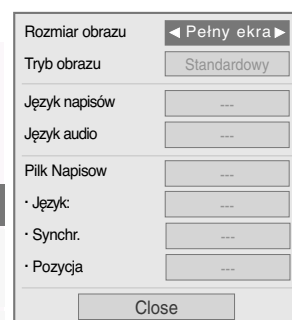 Rozmiar obrazu ◀ Pełny ekra ▶
Tryb obrazu Standardowy
Język napisów ---
Język audio ---
Pilk Napisow ---
· Język: ---
· Synchr. ---
· Pozycja ---
Close